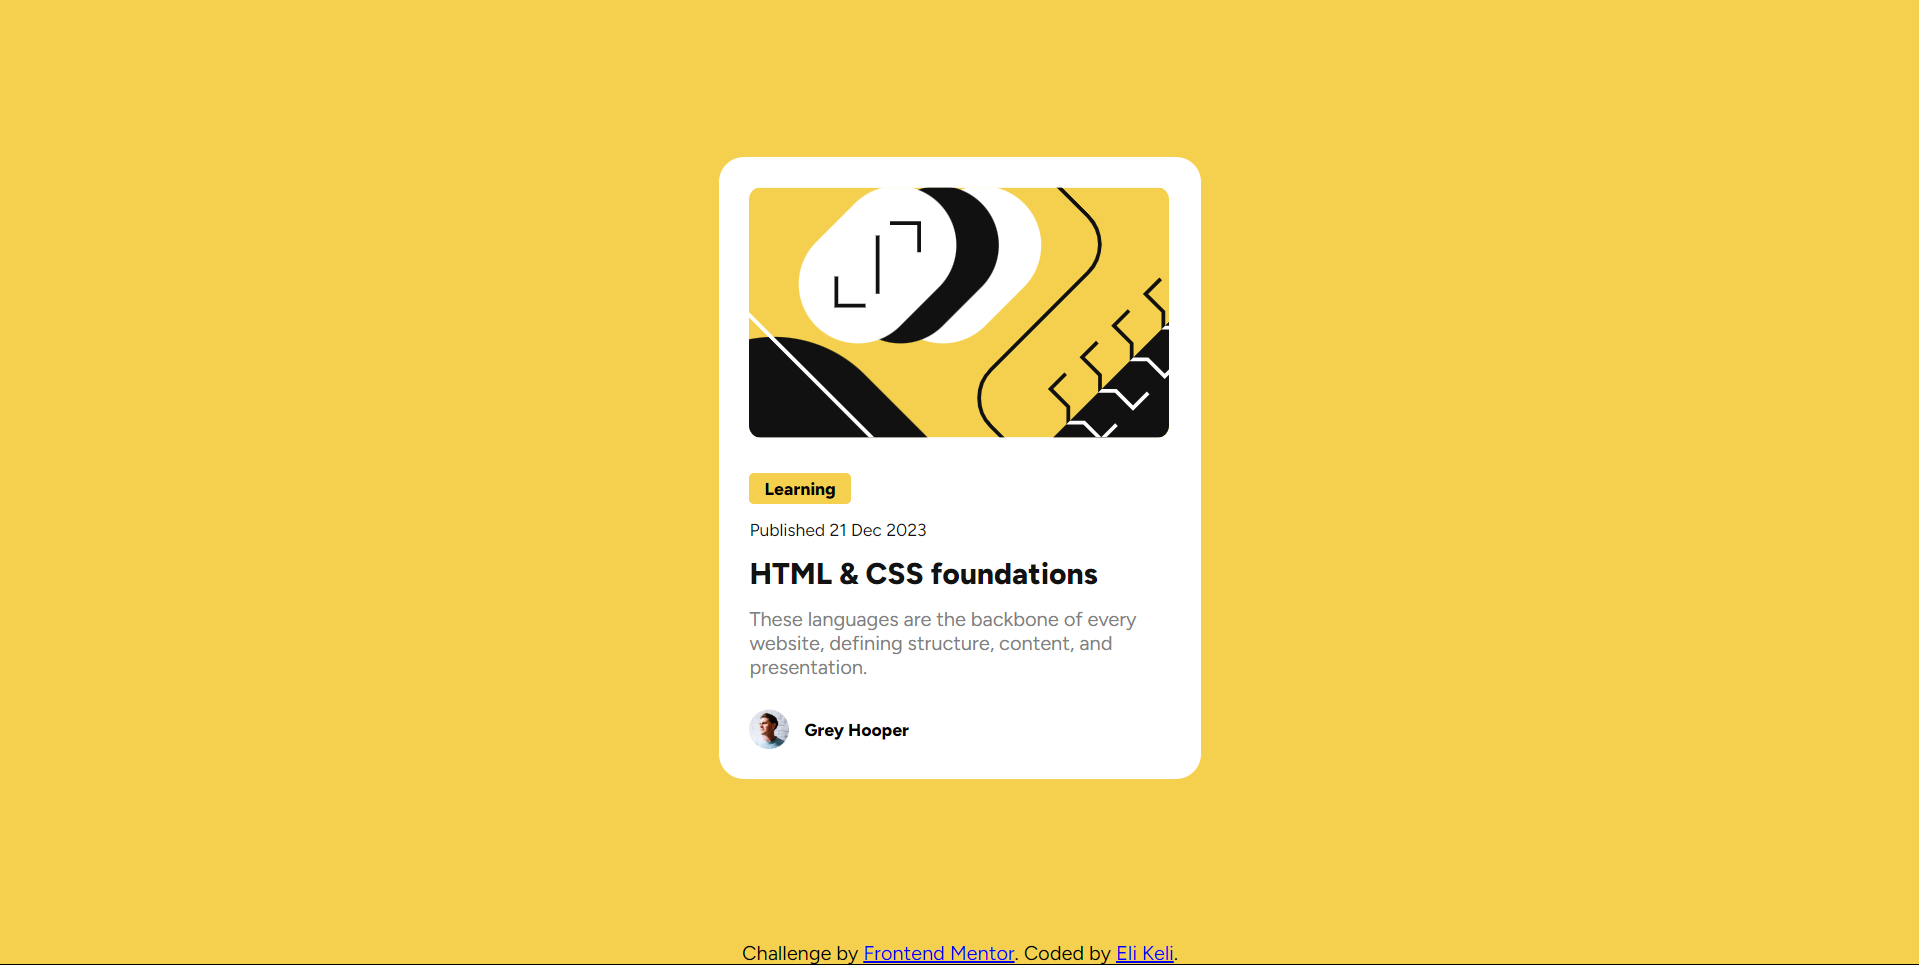 Learning
Published 21 Dec 2023
HTML & CSS foundations
These languages are the backbone of every
website, defining structure, content, and
presentation.
Grey Hooper
Challenge by Frontend Mentor. Coded by Eli Keli.